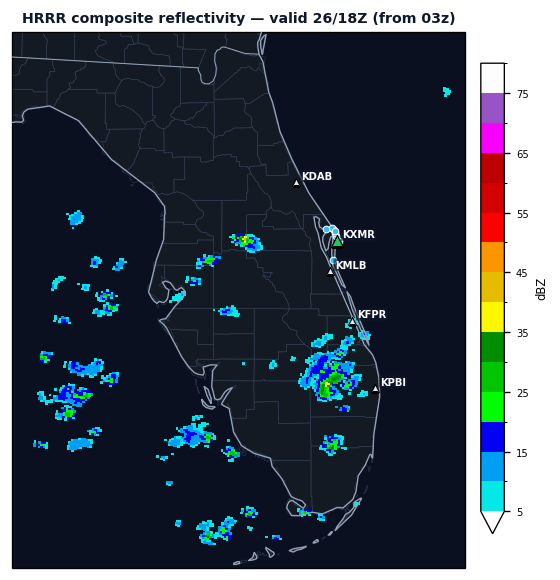 HRRR composite reflectivity — valid 26/18Z (from 03z)
KDAB
KXMR
KMLB
KFPR
KPBI
75
65
55
45
35
25
15
5
dBZ